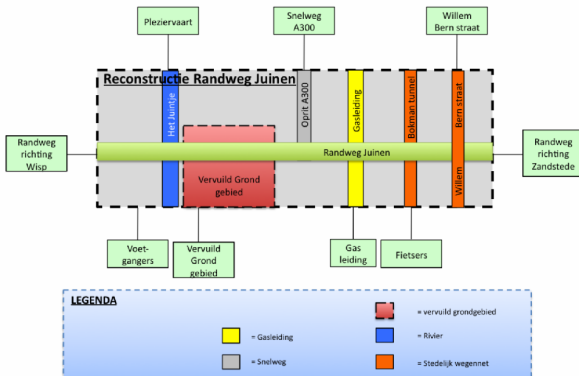 Pleziervaart
Snelweg
A300
Willem
Bern straat
Reconstructie Randweg Juinen
Het Juintje
Oprit A300
Gasleiding
Bokman tunnel
Bern straat
Willem
Randweg
richting
Wisp
Randweg Juinen
Randweg
richting
Zandstede
Vervuild Grond
gebied
Voet-
gangers
Vervuild
Grond
gebied
Gas
leiding
Fietsers
LEGENDA
= vervuild grondgebied
= Gasleiding
= Rivier
= Snelweg
= Stedelijk wegennet